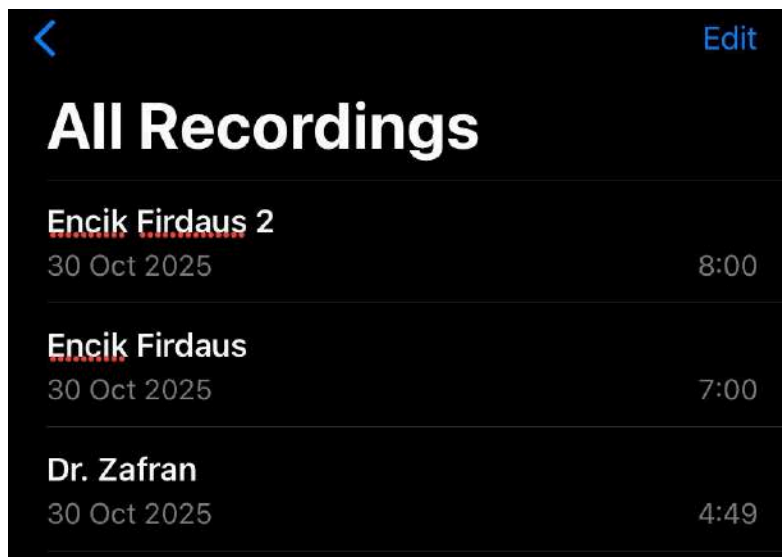 Edit
All Recordings
Encik Firdaus 2
30 Oct 2025 8:00
Encik Firdaus
30 Oct 2025 7:00
Dr. Zafran
30 Oct 2025 4:49